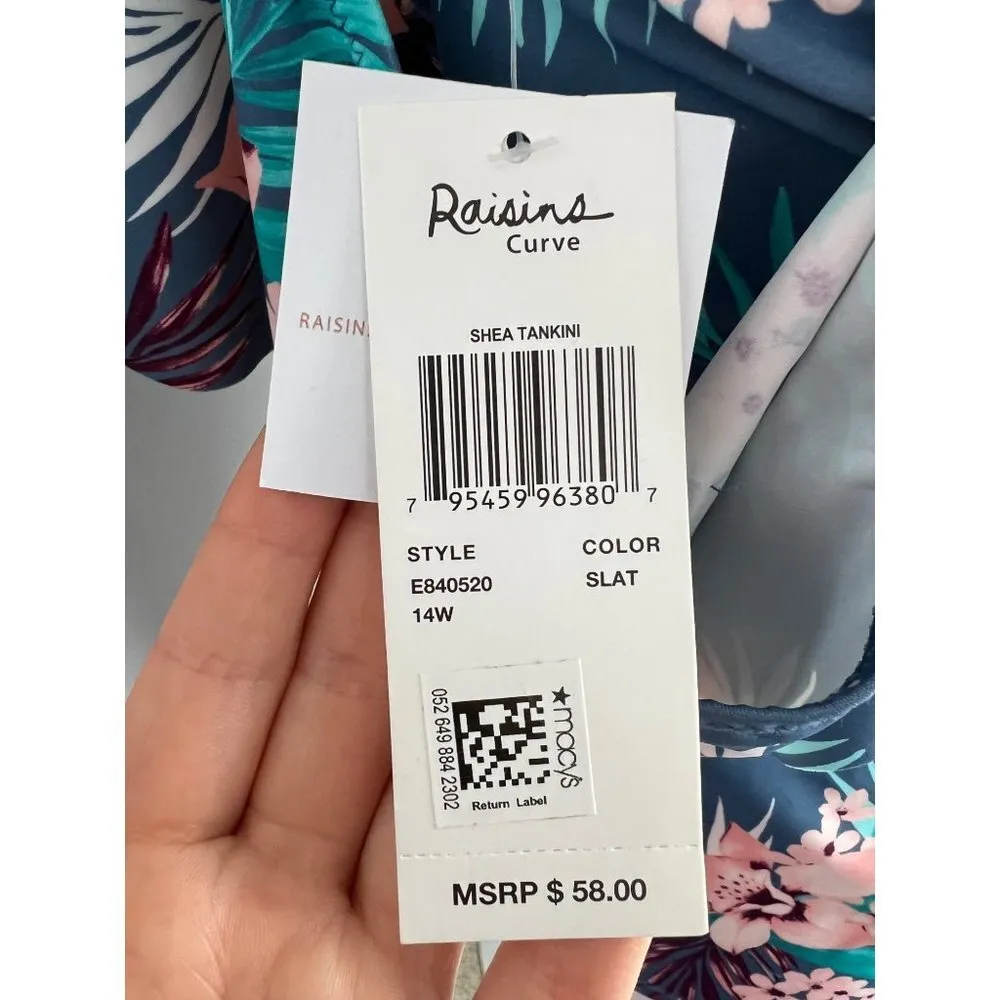 Raisins
Curve
RAISINS
SHEA TANKINI
7 95459 96380 7
STYLE
COLOR
E840520
SLAT
14W
052 649 884 2302
★macy's
Return Label
MSRP $ 58.00